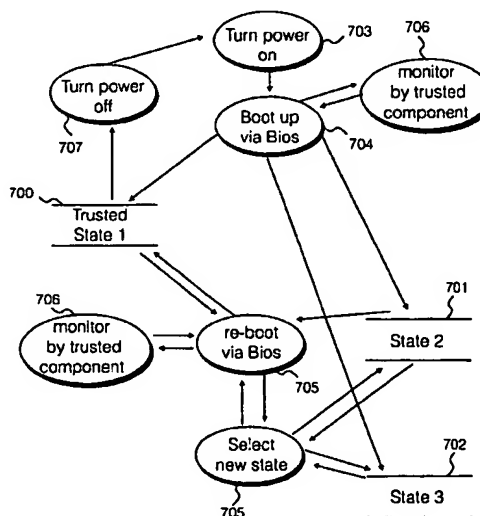 Turn power
on
703
706
Turn power
off
707
monitor
by trusted
component
Boot up
via Bios
704
700
Trusted
State 1
701
706
monitor
by trusted
component
re-boot
via Bios
705
State 2
Select
new state
705
702
State 3